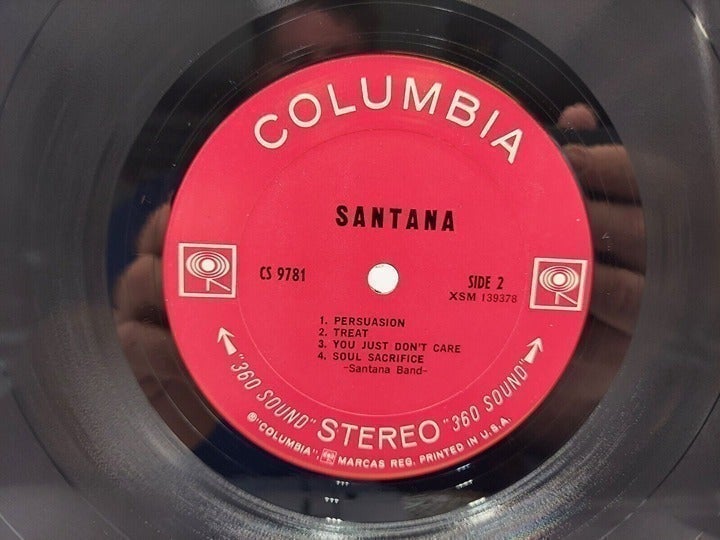 COLUMBIA
SANTANA
CS 9781
SIDE 2
XSM 139378
1. PERSUASION
2. TREAT
3. YOU JUST DON'T CARE
4. SOUL SACRIFICE
-Santana Band-
"360 SOUND" STEREO "360 SOUND"
® "COLUMBIA", MARCAS REG. PRINTED IN U.S.A.